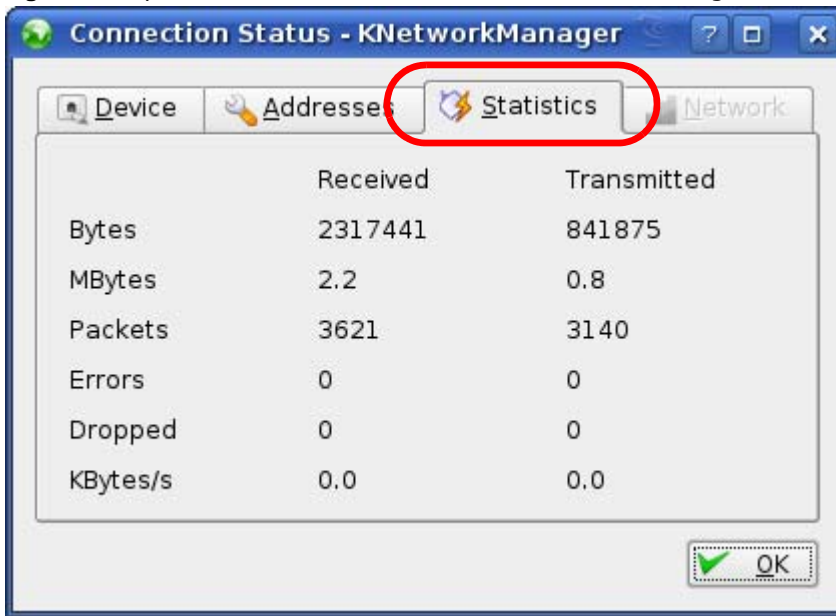 Connection Status - KNetworkManager
Device Addresses Statistics Network
Received Transmitted
Bytes 2317441 841875
MBytes 2.2 0.8
Packets 3621 3140
Errors 0 0
Dropped 0 0
KBytes/s 0.0 0.0
OK